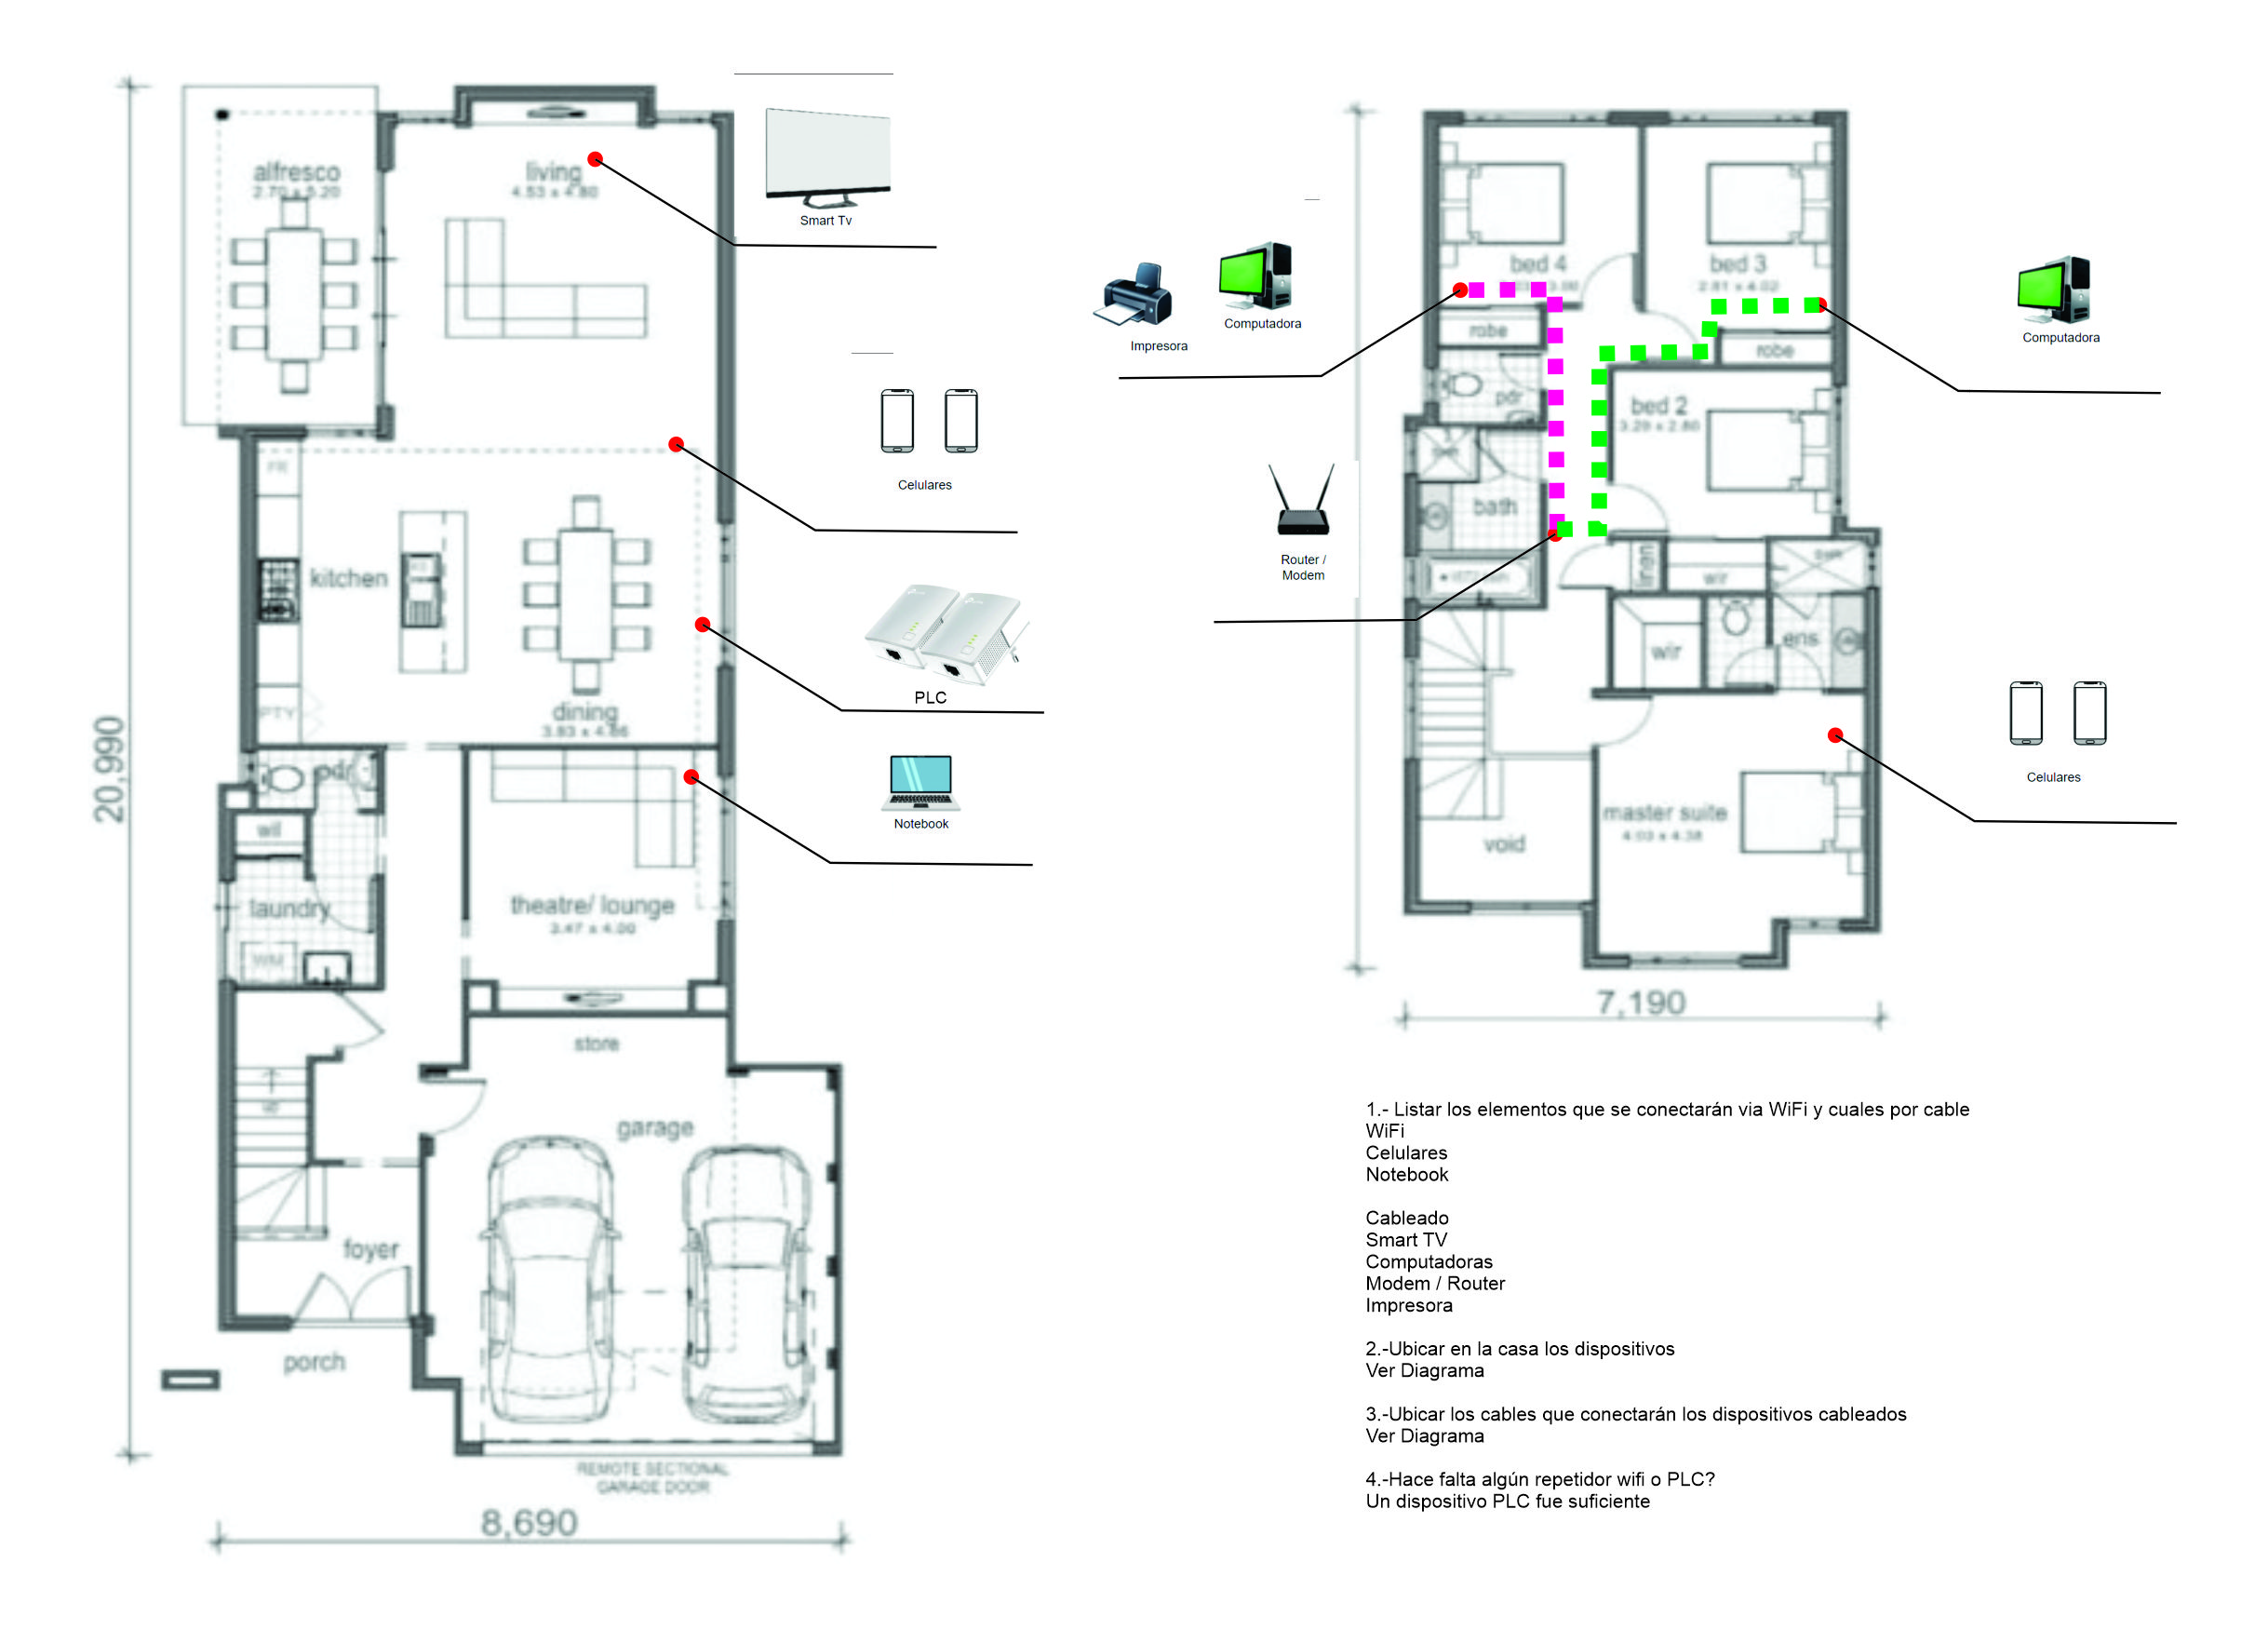 alfresco
2.70 x 5.20
living
4.53 x 4.80
Smart Tv
FR
kitchen
dining
3.83 x 4.86
PTY
Celulares
PLC
Notebook
pdr
wil
laundry
WM
theatre/ lounge
3.47 x 4.00
store
garage
foyer
porch
REMOTE SECTIONAL
GARAGE DOOR
20,990
8,690
Impresora
Computadora
Router /
Modem
bed 4
bed 3
2.81 x 4.02
robe
robe
pdr
bed 2
3.29 x 2.80
bath
linen
wir
wir
ens
master suite
4.03 x 4.38
void
Computadora
Celulares
7,190
1.- Listar los elementos que se conectarán via WiFi y cuales por cable
WiFi
Celulares
Notebook
Cableado
Smart TV
Computadoras
Modem / Router
Impresora
2.-Ubicar en la casa los dispositivos
Ver Diagrama
3.-Ubicar los cables que conectarán los dispositivos cableados
Ver Diagrama
4.-Hace falta algún repetidor wifi o PLC?
Un dispositivo PLC fue suficiente